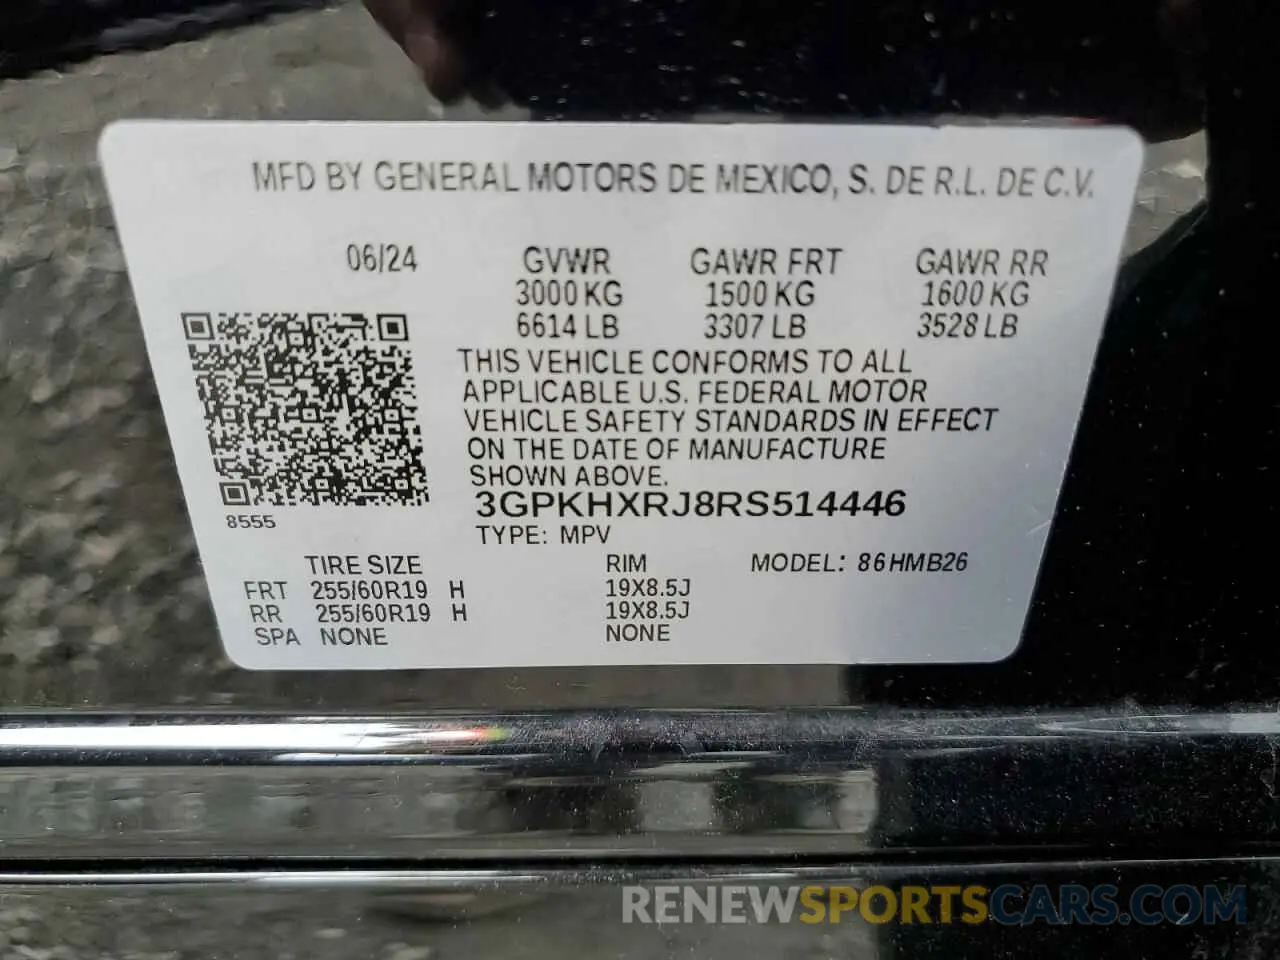 MFD BY GENERAL MOTORS DE MEXICO, S. DE R.L. DE C.V.
06/24 GVWR GAWR FRT GAWR RR
3000 KG 1500 KG 1600 KG
6614 LB 3307 LB 3528 LB
THIS VEHICLE CONFORMS TO ALL
APPLICABLE U.S. FEDERAL MOTOR
VEHICLE SAFETY STANDARDS IN EFFECT
ON THE DATE OF MANUFACTURE
SHOWN ABOVE.
3GPKHXRJ8RS514446
8555
TYPE: MPV
TIRE SIZE RIM MODEL: 86HMB26
FRT 255/60R19 H 19X8.5J
RR 255/60R19 H 19X8.5J
SPA NONE NONE
RENEWSPORTSCARS.COM